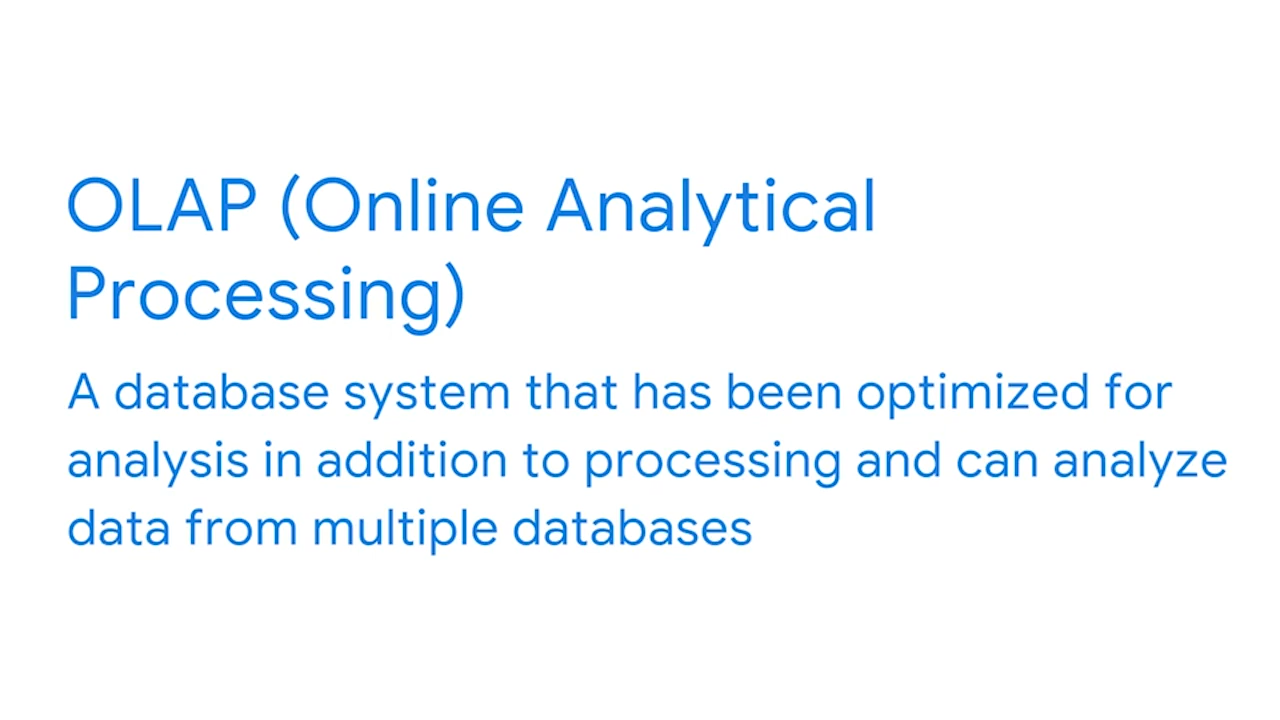 OLAP (Online Analytical
Processing)
A database system that has been optimized for
analysis in addition to processing and can analyze
data from multiple databases